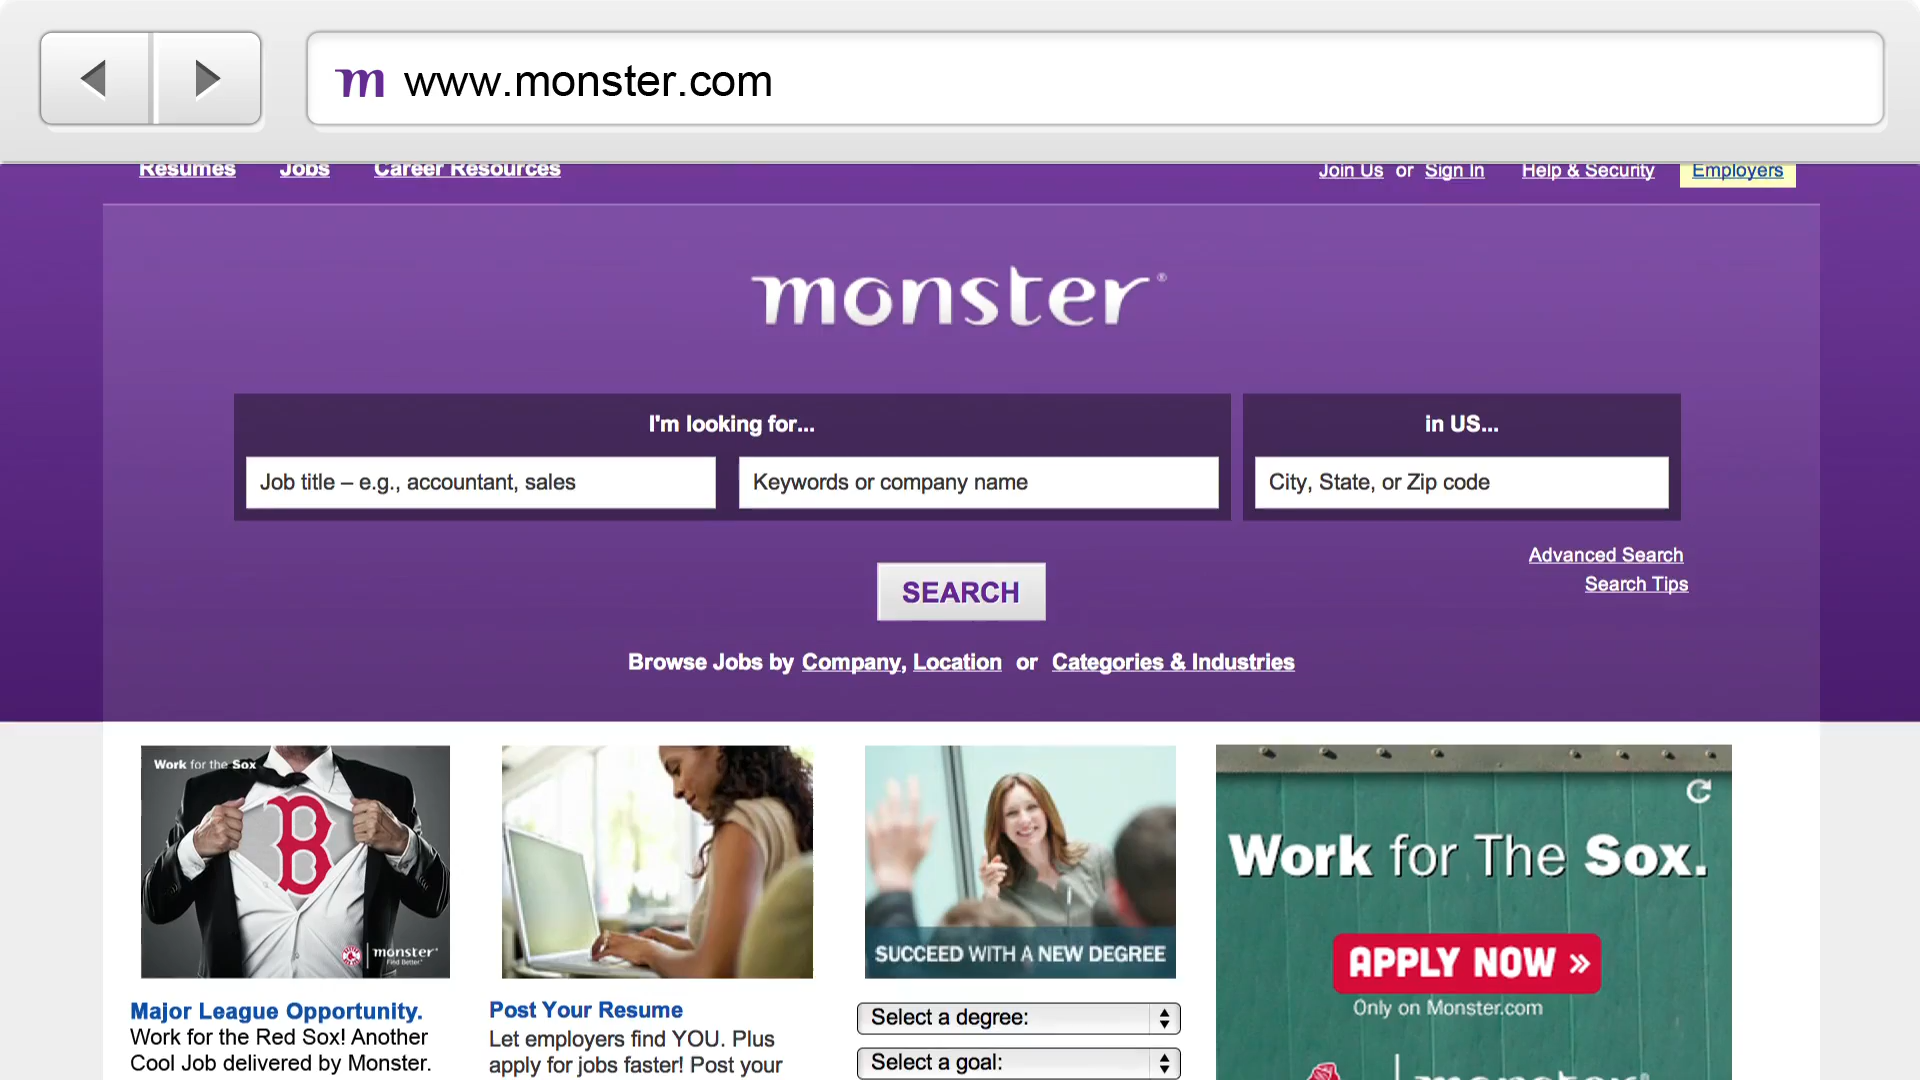 m www.monster.com
Resumes Jobs Career Resources Join Us or Sign In Help & Security Employers
monster®
I'm looking for... in US...
Job title – e.g., accountant, sales Keywords or company name City, State, or Zip code
Advanced Search
SEARCH Search Tips
Browse Jobs by Company, Location or Categories & Industries
Work for the Sox
B
monster
Find Better.
Major League Opportunity.
Work for the Red Sox! Another
Cool Job delivered by Monster.
Post Your Resume
Let employers find YOU. Plus
apply for jobs faster! Post your
SUCCEED WITH A NEW DEGREE
Select a degree:
Select a goal:
Work for The Sox.
APPLY NOW »
Only on Monster.com
monster